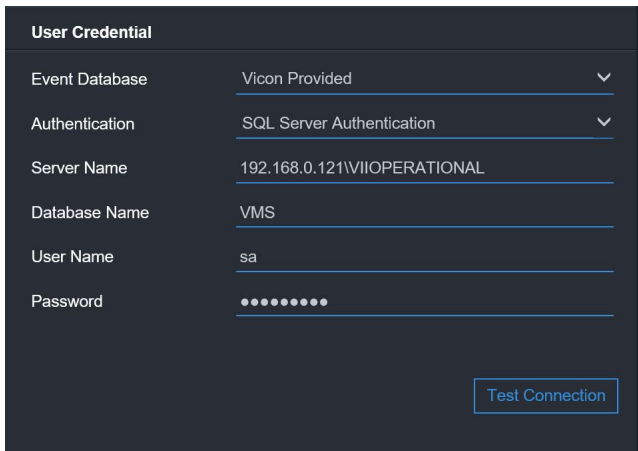 User Credential
Event Database Vicon Provided
Authentication SQL Server Authentication
Server Name 192.168.0.121\VIIOPERATIONAL
Database Name VMS
User Name sa
Password ●●●●●●●●●
Test Connection